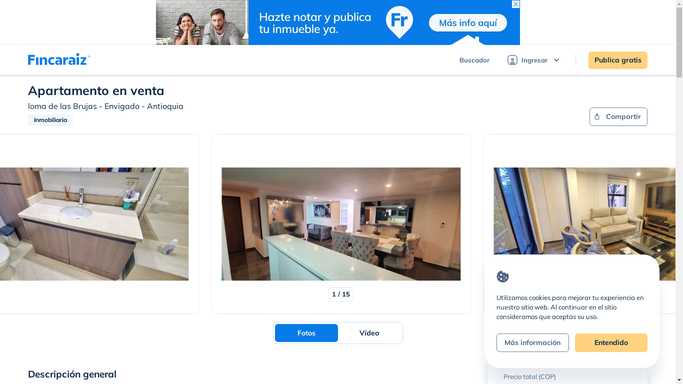 Hazte notar y publica
tu inmueble ya.
Fr
Más info aquí
Fincaraiz
Buscador
Ingresar
Publica gratis
Apartamento en venta
loma de las Brujas - Envigado - Antioquia
Inmobiliaria
Compartir
1 / 15
Fotos
Vídeo
Utilizamos cookies para mejorar tu experiencia en
nuestro sitio web. Al continuar en el sitio
consideramos que aceptas su uso.
Más información
Entendido
Descripción general
Precio total (COP)